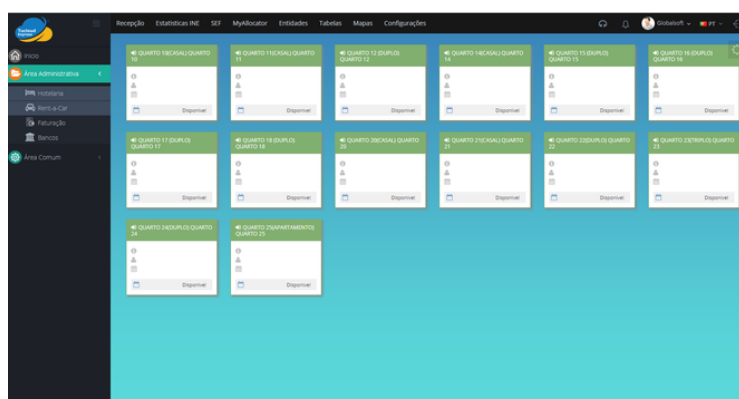 Recepção Estatísticas INE SEF MyAllocator Entidades Tabelas Mapas Configurações Globalsoft PT
Início
Área Administrativa
Hotelaria
Rent-a-Car
Faturação
Bancos
Área Comum
QUARTO 10(CASAL) QUARTO
10
Disponível
QUARTO 11(CASAL) QUARTO
11
Disponível
QUARTO 12 (DUPLO)
QUARTO 12
Disponível
QUARTO 14(CASAL) QUARTO
14
Disponível
QUARTO 15 (DUPLO)
QUARTO 15
Disponível
QUARTO 16 (DUPLO)
QUARTO 16
Disponível
QUARTO 17 (DUPLO)
QUARTO 17
Disponível
QUARTO 18 (DUPLO)
QUARTO 18
Disponível
QUARTO 20(CASAL) QUARTO
20
Disponível
QUARTO 21(CASAL) QUARTO
21
Disponível
QUARTO 22(DUPLO) QUARTO
22
Disponível
QUARTO 23(TRIPLO) QUARTO
23
Disponível
QUARTO 24(DUPLO) QUARTO
24
Disponível
QUARTO 25(APARTAMENTO)
QUARTO 25
Disponível